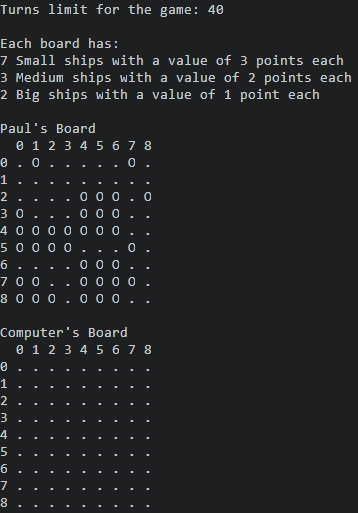 Turns limit for the game: 40
Each board has:
7 Small ships with a value of 3 points each
3 Medium ships with a value of 2 points each
2 Big ships with a value of 1 point each
Paul's Board
  0 1 2 3 4 5 6 7 8
0 . O . . . . . O .
1 . . . . . . . . .
2 . . . . O O O . O
3 O . . . O O O . .
4 O O O O O O O . .
5 O O O O . . . O .
6 . . . . O O O . .
7 O O . . O O O O .
8 O O O . O O O . .
Computer's Board
  0 1 2 3 4 5 6 7 8
0 . . . . . . . . .
1 . . . . . . . . .
2 . . . . . . . . .
3 . . . . . . . . .
4 . . . . . . . . .
5 . . . . . . . . .
6 . . . . . . . . .
7 . . . . . . . . .
8 . . . . . . . . .